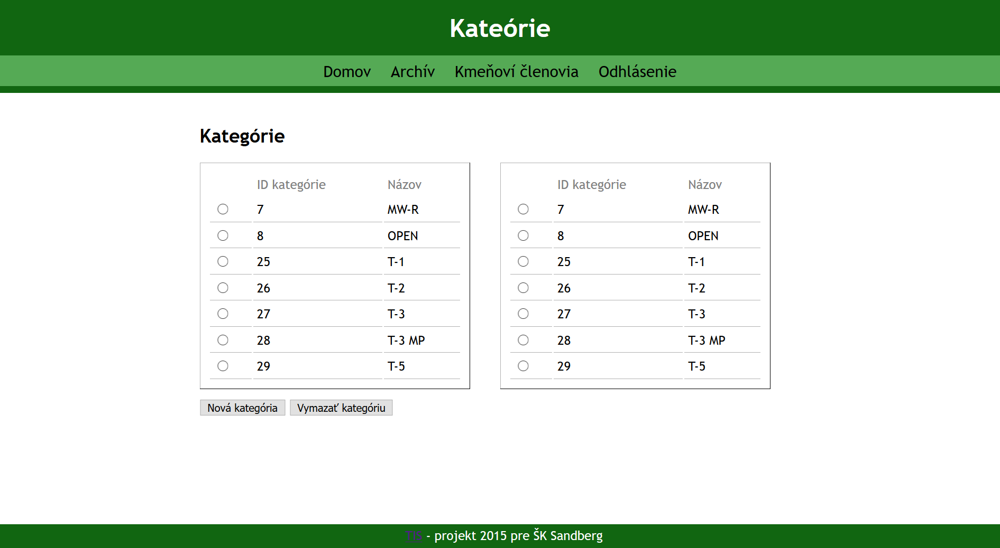 Kateórie
Domov Archív Kmeňoví členovia Odhlásenie
Kategórie
ID kategórie Názov
7 MW-R
8 OPEN
25 T-1
26 T-2
27 T-3
28 T-3 MP
29 T-5
ID kategórie Názov
7 MW-R
8 OPEN
25 T-1
26 T-2
27 T-3
28 T-3 MP
29 T-5
Nová kategória Vymazať kategóriu
TIS - projekt 2015 pre ŠK Sandberg